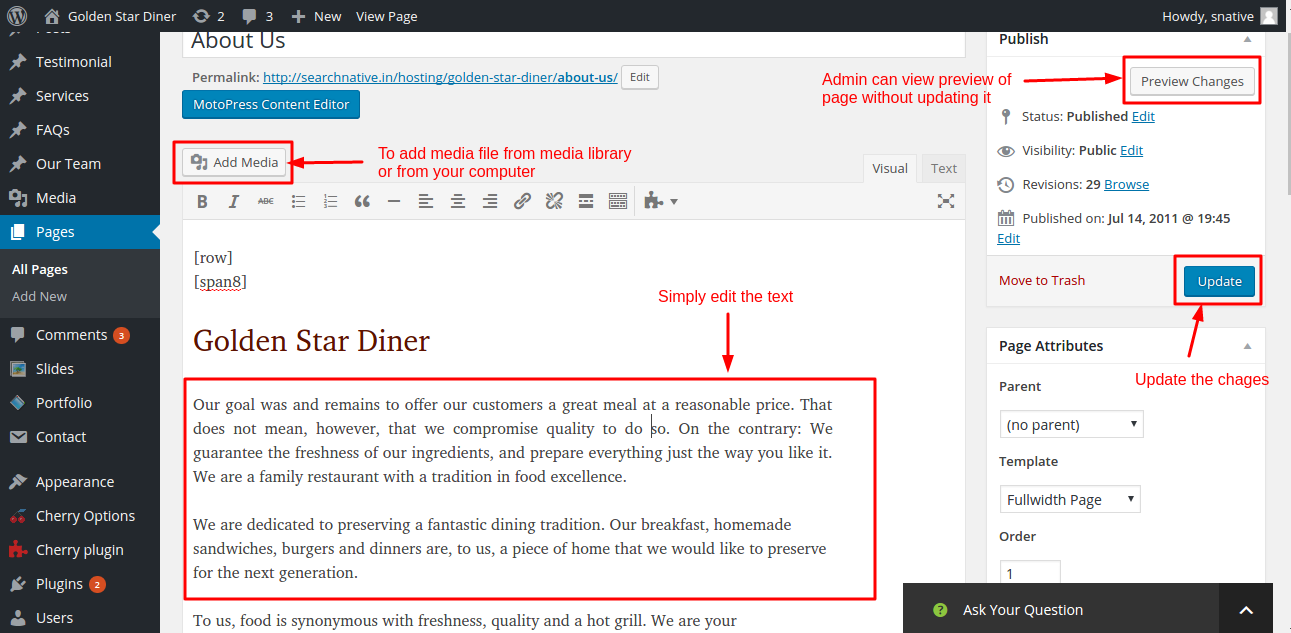 Golden Star Diner 2 3 New View Page Howdy, snative
Posts
Testimonial
Services
FAQs
Our Team
Media
Pages
All Pages
Add New
Comments 3
Slides
Portfolio
Contact
Appearance
Cherry Options
Cherry plugin
Plugins 2
Users
About Us
Permalink: http://searchnative.in/hosting/golden-star-diner/about-us/ Edit
MotoPress Content Editor
Add Media
To add media file from media library
or from your computer
Visual Text
B I ABC
[row]
[span8]
Simply edit the text
Golden Star Diner
Our goal was and remains to offer our customers a great meal at a reasonable price. That
does not mean, however, that we compromise quality to do so. On the contrary: We
guarantee the freshness of our ingredients, and prepare everything just the way you like it.
We are a family restaurant with a tradition in food excellence.
We are dedicated to preserving a fantastic dining tradition. Our breakfast, homemade
sandwiches, burgers and dinners are, to us, a piece of home that we would like to preserve
for the next generation.
To us, food is synonymous with freshness, quality and a hot grill. We are your
Publish
Admin can view preview of
page without updating it
Preview Changes
Status: Published Edit
Visibility: Public Edit
Revisions: 29 Browse
Published on: Jul 14, 2011 @ 19:45
Edit
Move to Trash Update
Update the chages
Page Attributes
Parent
(no parent)
Template
Fullwidth Page
Order
1
? Ask Your Question